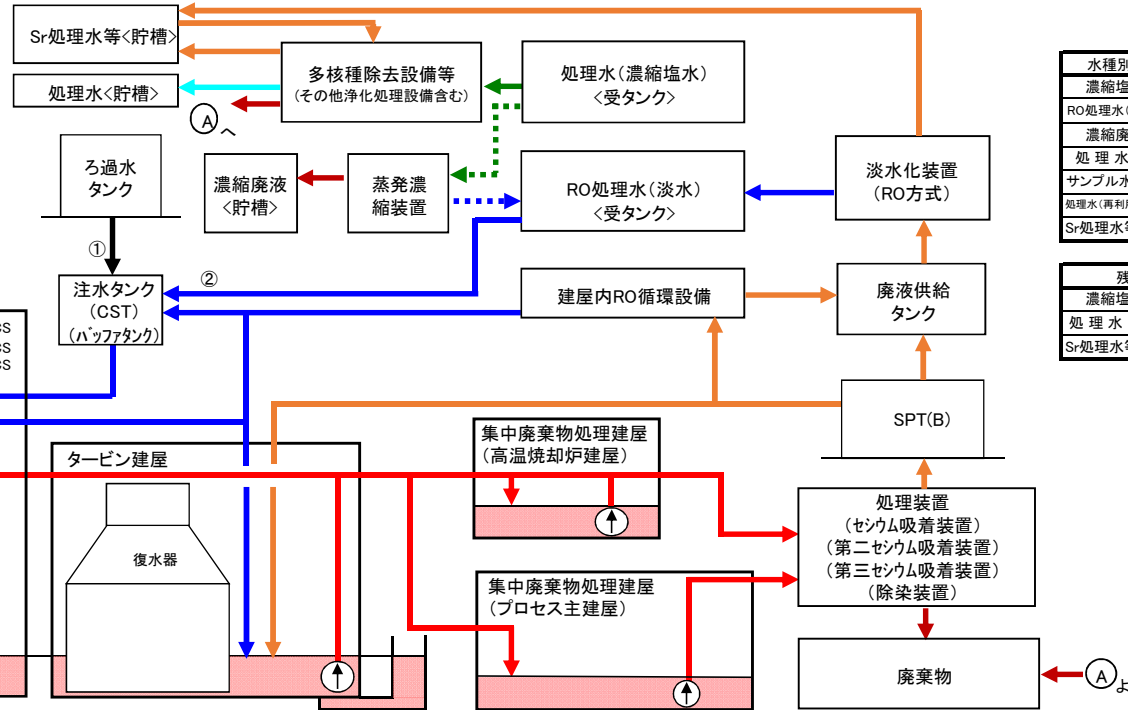 Sr処理水等<貯槽>
処理水<貯槽>
多核種除去設備等
(その他浄化処理設備含む)
処理水(濃縮塩水)
<受タンク>
Aへ
ろ過水
タンク
濃縮廃液
<貯槽>
蒸発濃
縮装置
RO処理水(淡水)
<受タンク>
淡水化装置
(RO方式)
①
②
注水タンク
(CST)
(バッファタンク)
建屋内RO循環設備
廃液供給
タンク
SPT(B)
CS
CS
CS
タービン建屋
復水器
集中廃棄物処理建屋
(高温焼却炉建屋)
集中廃棄物処理建屋
(プロセス主建屋)
処理装置
(セシウム吸着装置)
(第二セシウム吸着装置)
(第三セシウム吸着装置)
(除染装置)
廃棄物
Aよ
水種別
濃縮塩
RO処理水(
濃縮廃
処 理 水
サンプル水
処理水(再利用
Sr処理水等
残
濃縮塩
処 理 水
Sr処理水等